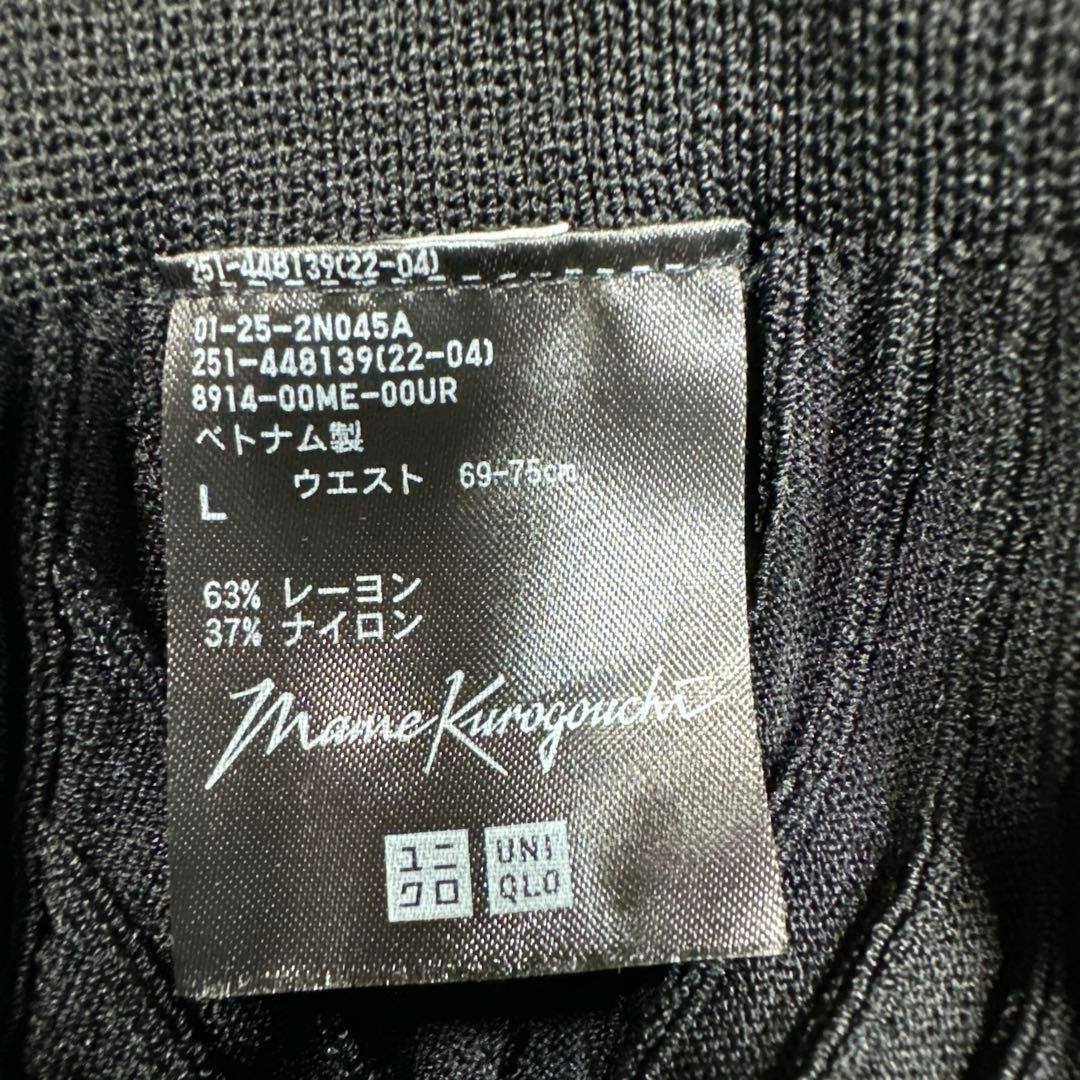 251-448139(22-04)
01-25-2N045A
251-448139(22-04)
8914-00ME-00UR
ベトナム製
ウエスト 69-75cm
L
63% レーヨン
37% ナイロン
Mame Kurogouchi
ユニ UNI
クロ QLO